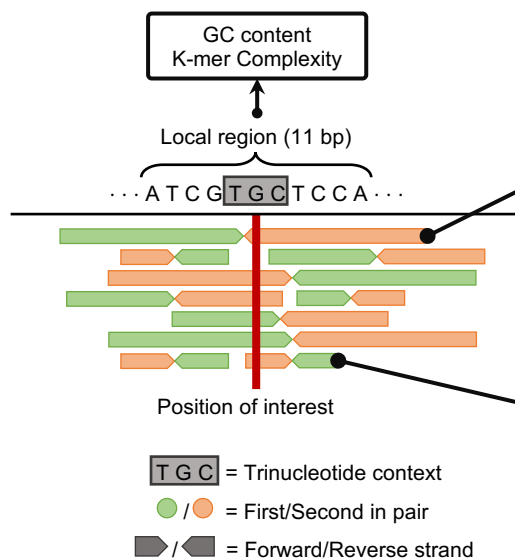 GC content
K-mer Complexity
Local region (11 bp)
· · · A T C G T G C T C C A · · ·
Position of interest
T G C = Trinucleotide context
/ = First/Second in pair
/ = Forward/Reverse strand